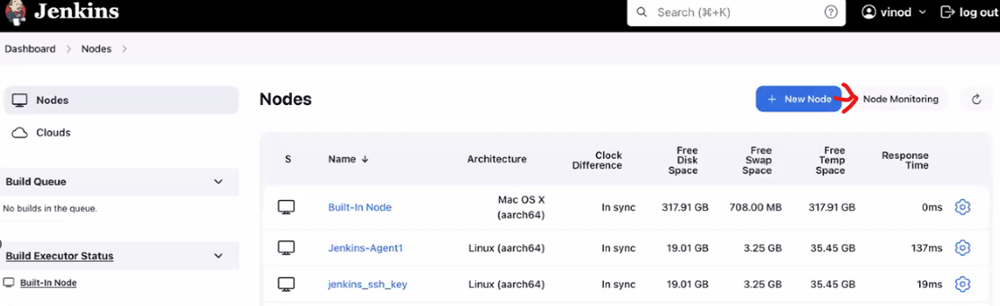 Jenkins
Search (⌘+K)
vinod
log out
Dashboard > Nodes >
Nodes
Clouds
Build Queue
No builds in the queue.
Build Executor Status
Built-In Node
Nodes
+ New Node
Node Monitoring
S Name ↓ Architecture Clock Difference Free Disk Space Free Swap Space Free Temp Space Response Time
Built-In Node Mac OS X (aarch64) In sync 317.91 GB 708.00 MB 317.91 GB 0ms
Jenkins-Agent1 Linux (aarch64) In sync 19.01 GB 3.25 GB 35.45 GB 137ms
jenkins_ssh_key Linux (aarch64) In sync 19.01 GB 3.25 GB 35.45 GB 19ms